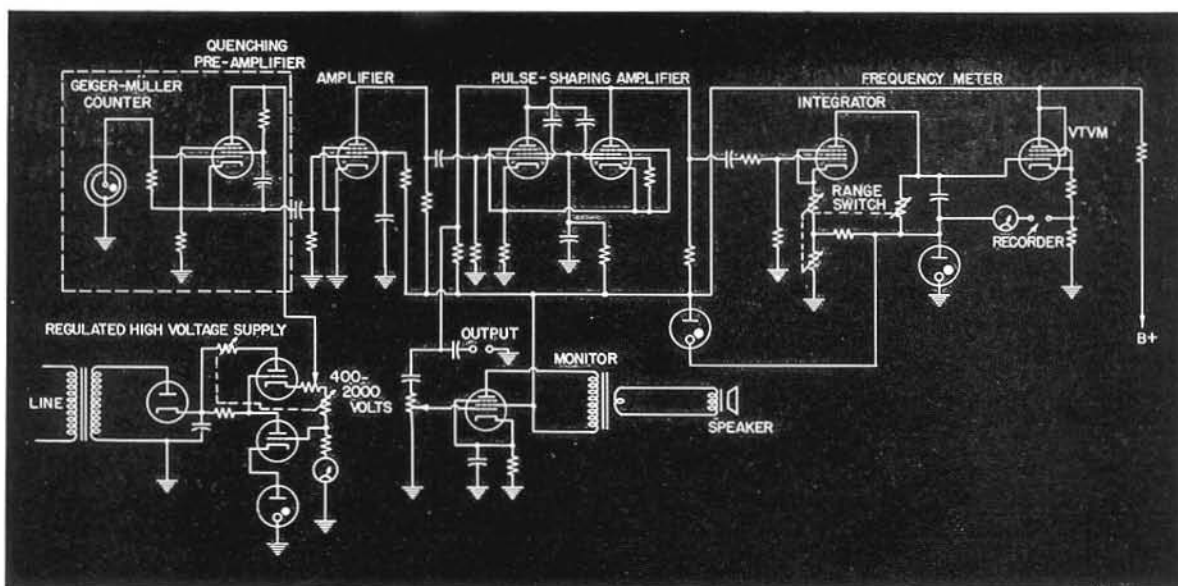 QUENCHING
PRE-AMPLIFIER
GEIGER-MÜLLER
COUNTER
AMPLIFIER
PULSE-SHAPING AMPLIFIER
FREQUENCY METER
INTEGRATOR
VTVM
RANGE
SWITCH
RECORDER
B+
REGULATED HIGH VOLTAGE SUPPLY
LINE
400-
2000
VOLTS
OUTPUT
MONITOR
SPEAKER